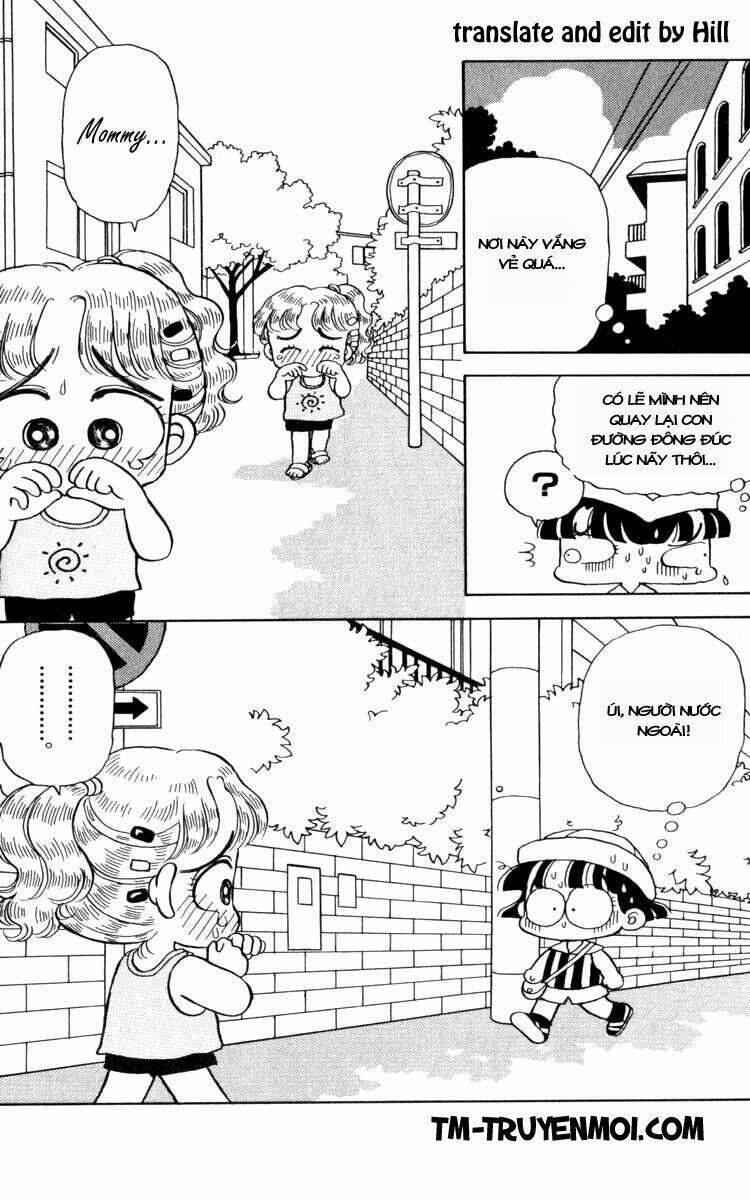 translate and edit by Hill
NƠI NÀY VẮNG
VẺ QUÁ...
CÓ LẼ MÌNH NÊN
QUAY LẠI CON
ĐƯỜNG ĐÔNG ĐÚC
LÚC NÃY THÔI...
?
Mommy...
ÚI, NGƯỜI NƯỚC
NGOÀI!
TM-TRUYENMOI.COM